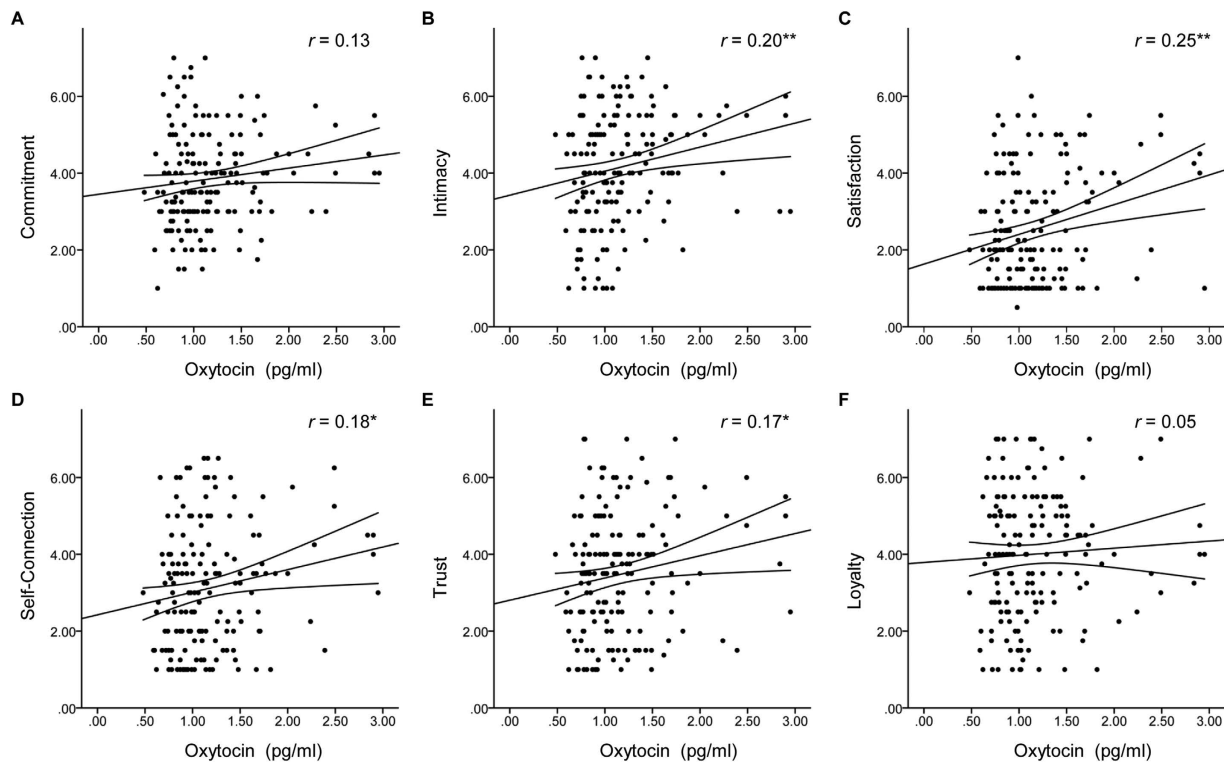 A
r = 0.13
Commitment
6.00
4.00
2.00
.00
.00 .50 1.00 1.50 2.00 2.50 3.00
Oxytocin (pg/ml)
B
r = 0.20**
Intimacy
6.00
4.00
2.00
.00
.00 .50 1.00 1.50 2.00 2.50 3.00
Oxytocin (pg/ml)
C
r = 0.25**
Satisfaction
6.00
4.00
2.00
.00
.00 .50 1.00 1.50 2.00 2.50 3.00
Oxytocin (pg/ml)
D
r = 0.18*
Self-Connection
6.00
4.00
2.00
.00
.00 .50 1.00 1.50 2.00 2.50 3.00
Oxytocin (pg/ml)
E
r = 0.17*
Trust
6.00
4.00
2.00
.00
.00 .50 1.00 1.50 2.00 2.50 3.00
Oxytocin (pg/ml)
F
r = 0.05
Loyalty
6.00
4.00
2.00
.00
.00 .50 1.00 1.50 2.00 2.50 3.00
Oxytocin (pg/ml)